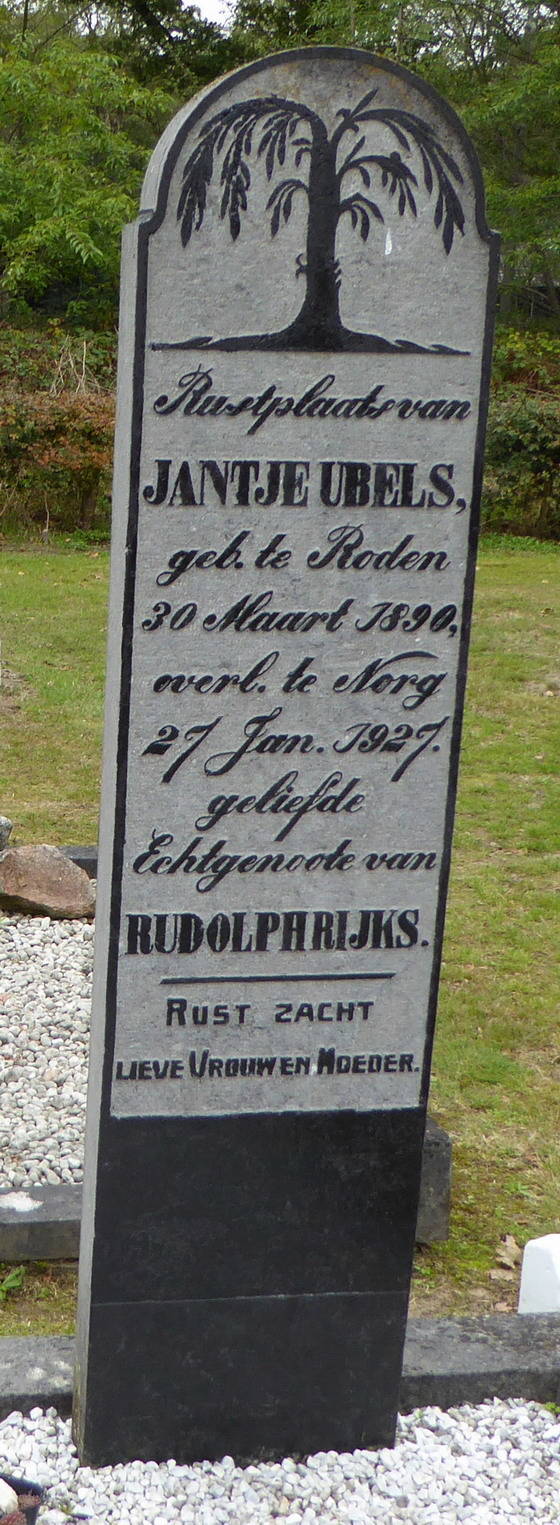 Rustplaats van
JANTJE UBELS,
geb. te Roden
30 Maart 1890,
overl. te Norg
27 Jan. 1927.
geliefde
Echtgenoote van
RUDOLPH RIJKS.
RUST ZACHT
LIEVE VROUW EN MOEDER.